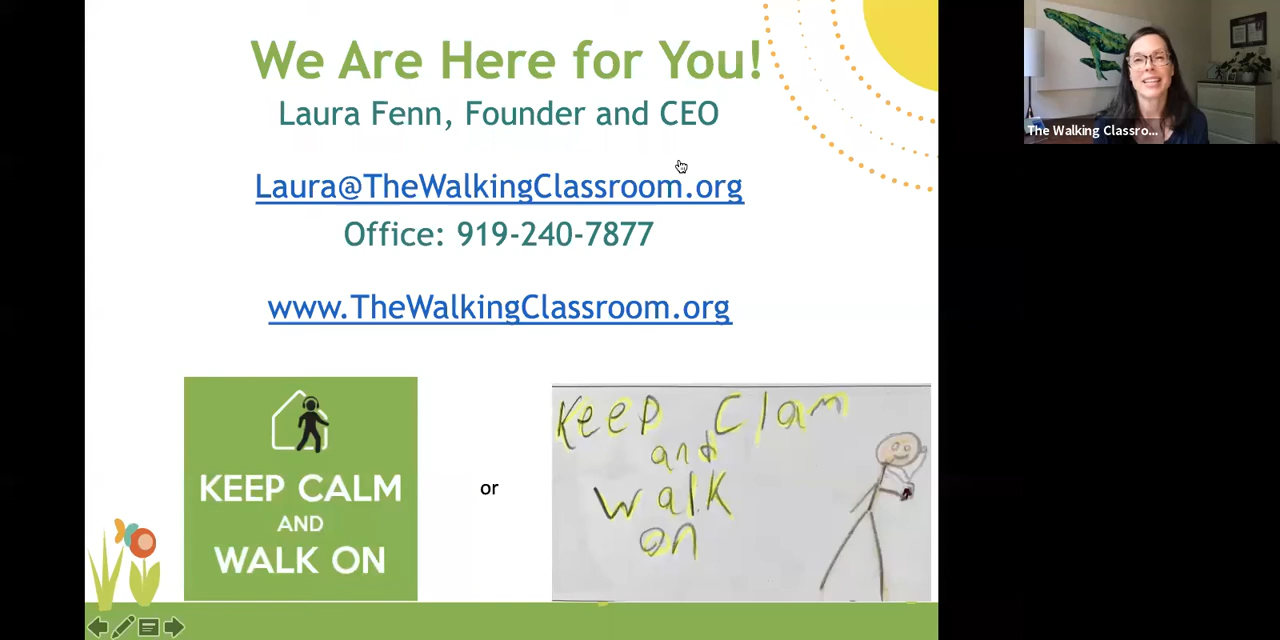 We Are Here for You!
Laura Fenn, Founder and CEO
Laura@TheWalkingClassroom.org
Office: 919-240-7877
www.TheWalkingClassroom.org
KEEP CALM
AND
WALK ON
or
Keep Clam
and
walk
on
The Walking Classro...